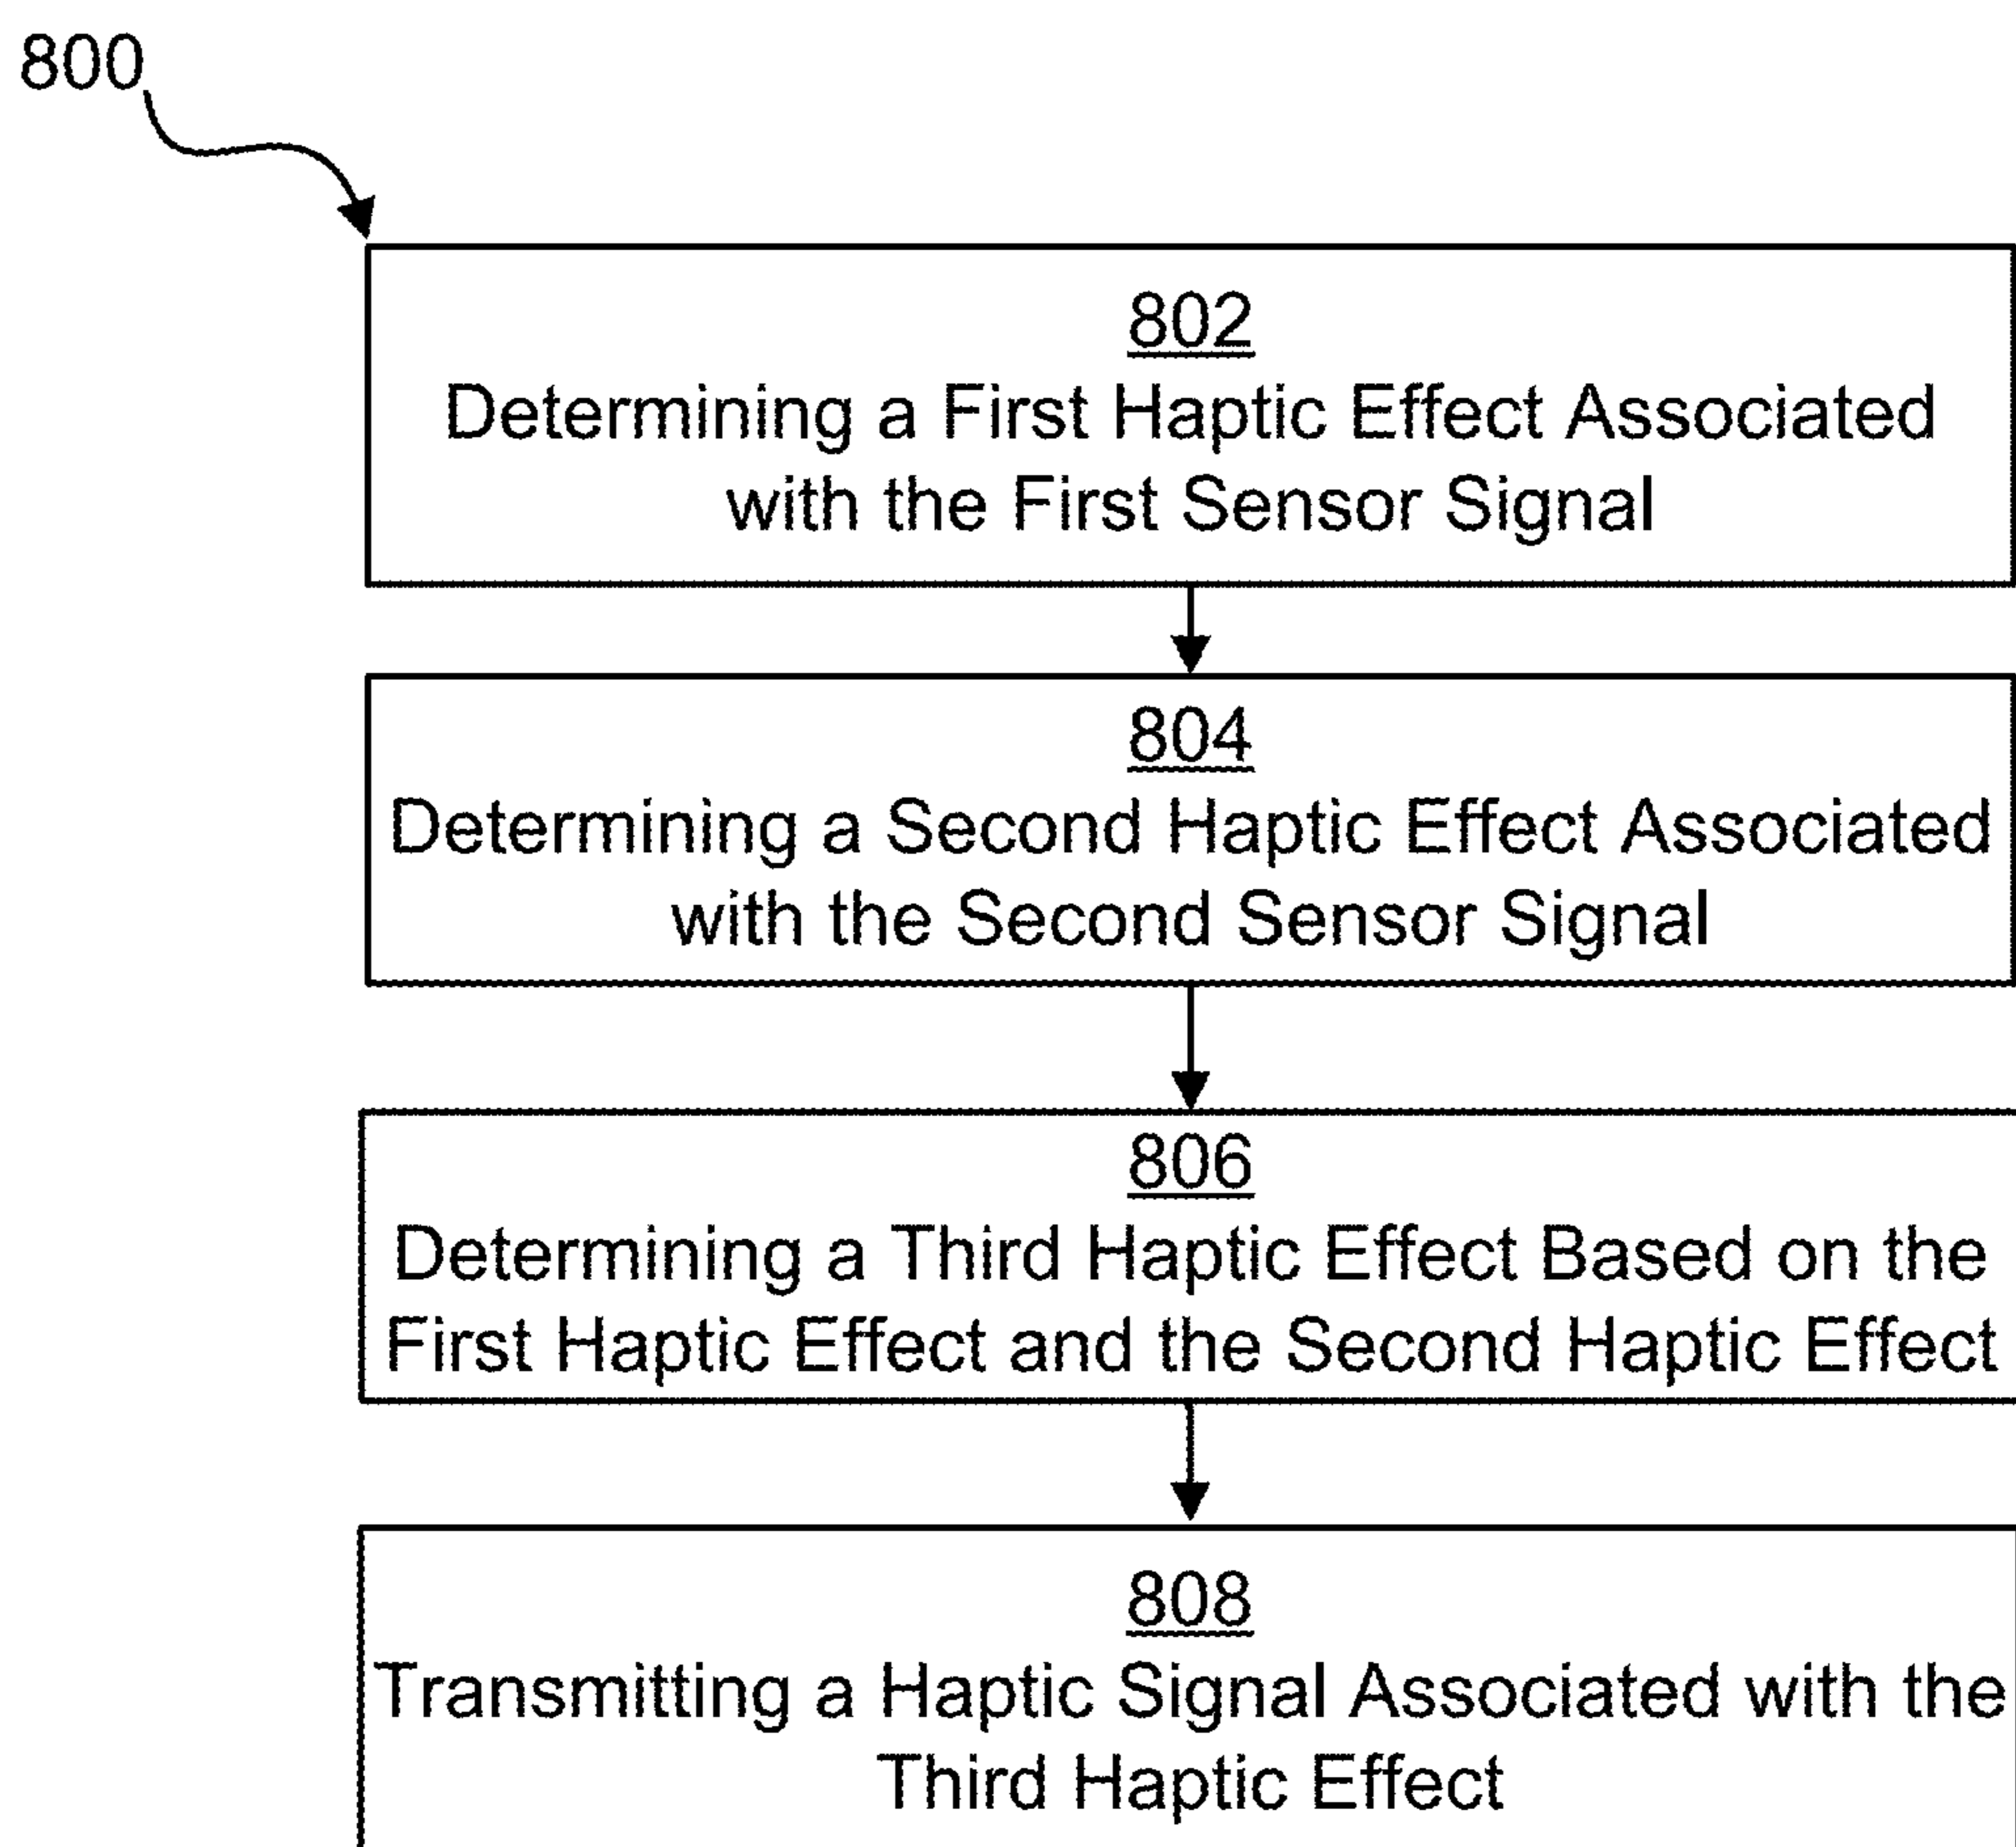 800
802
Determining a First Haptic Effect Associated
with the First Sensor Signal
804
Determining a Second Haptic Effect Associated
with the Second Sensor Signal
806
Determining a Third Haptic Effect Based on the
First Haptic Effect and the Second Haptic Effect
808
Transmitting a Haptic Signal Associated with the
Third Haptic Effect